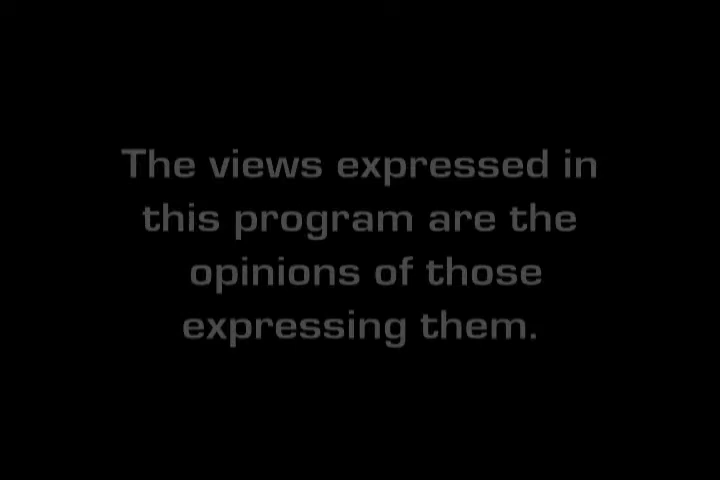 The views expressed in
this program are the
opinions of those
expressing them.